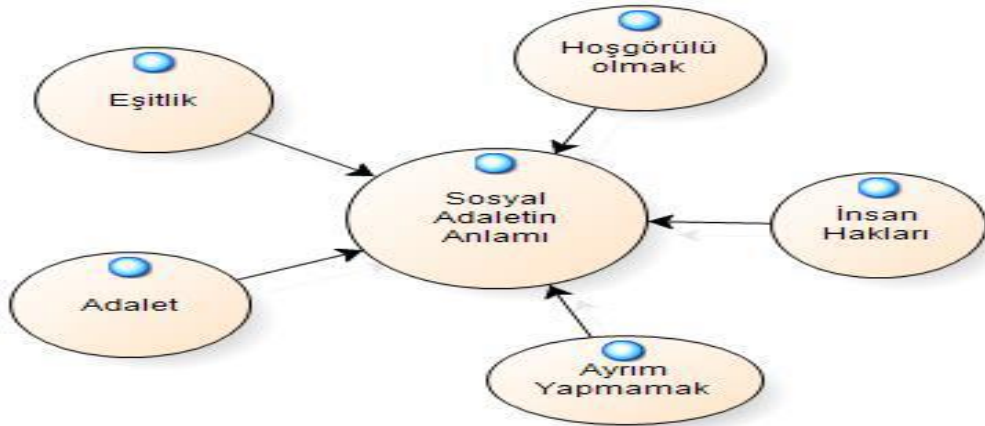 Eşitlik
Hoşgörülü
olmak
Sosyal
Adaletin
Anlamı
İnsan
Hakları
Adalet
Ayrım
Yapmamak